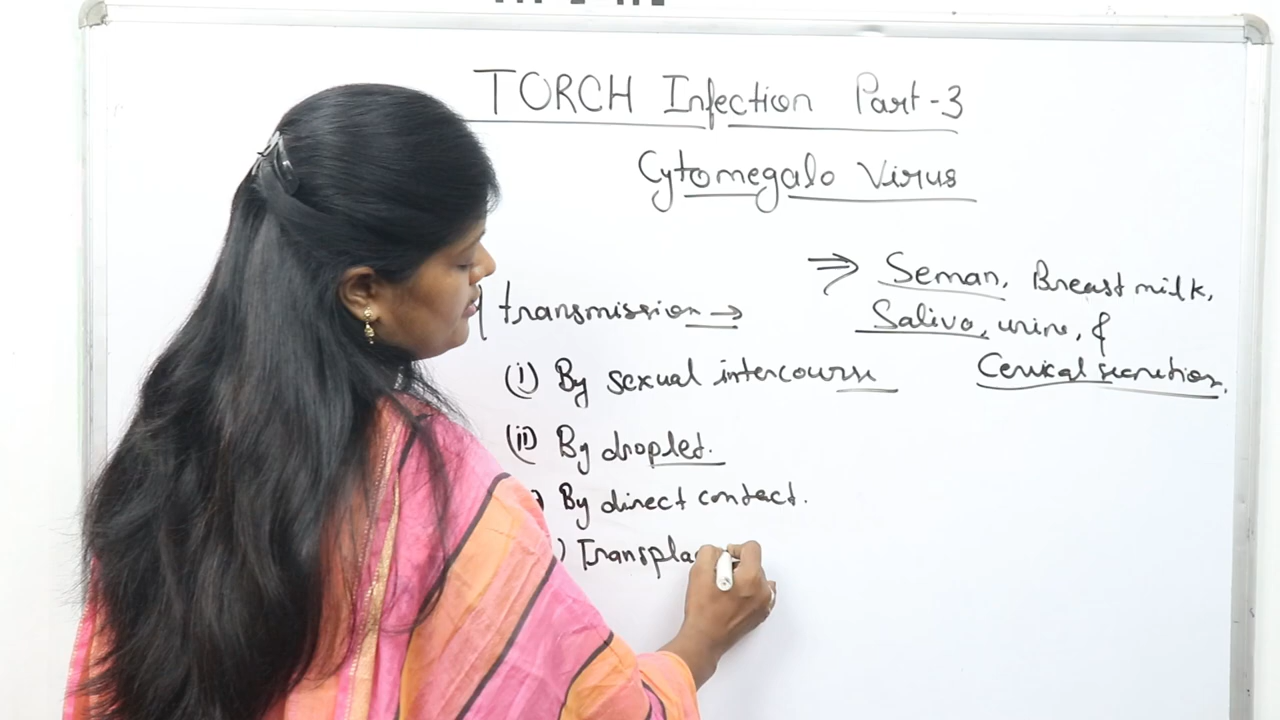 TORCH Infection Part-3
Cytomegalo Virus
transmission →
(i) By sexual intercourse
(ii) By droplet.
) By direct contact.
) Transpla
⇒ Seman, Breast milk,
Saliva, urine, &
Cervical secretion.